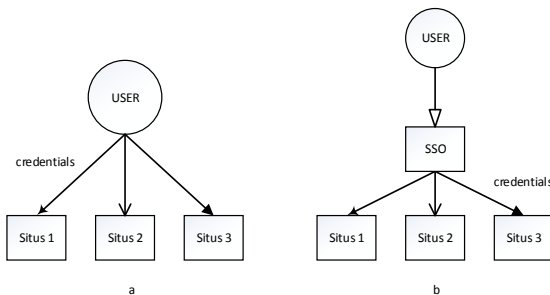 USER
credentials
Situs 1
Situs 2
Situs 3
a
USER
SSO
credentials
Situs 1
Situs 2
Situs 3
b